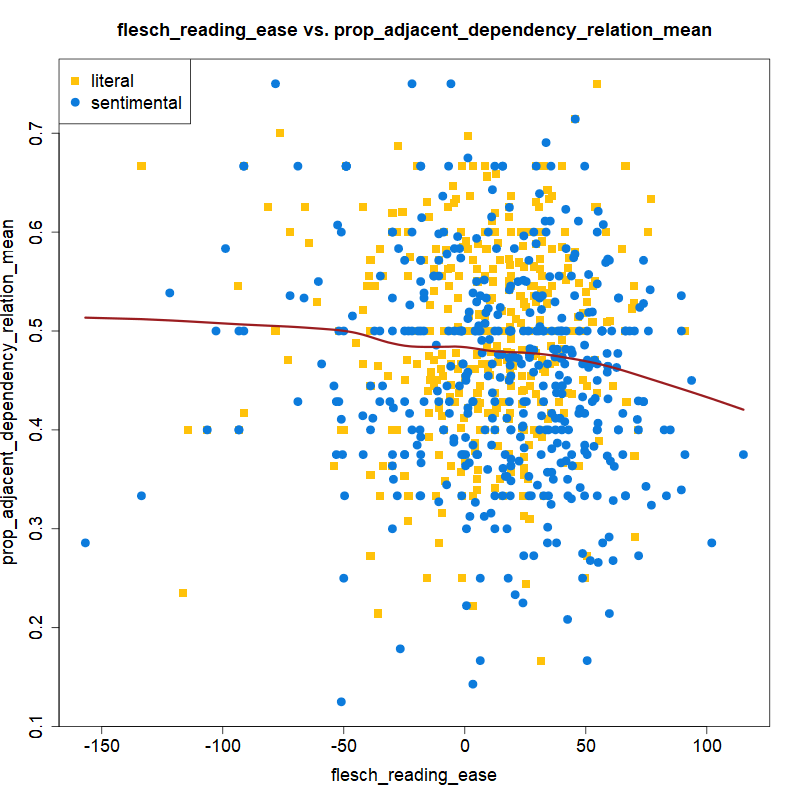 flesch_reading_ease vs. prop_adjacent_dependency_relation_mean
literal
sentimental
prop_adjacent_dependency_relation_mean
0.7
0.6
0.5
0.4
0.3
0.2
0.1
-150 -100 -50 0 50 100
flesch_reading_ease